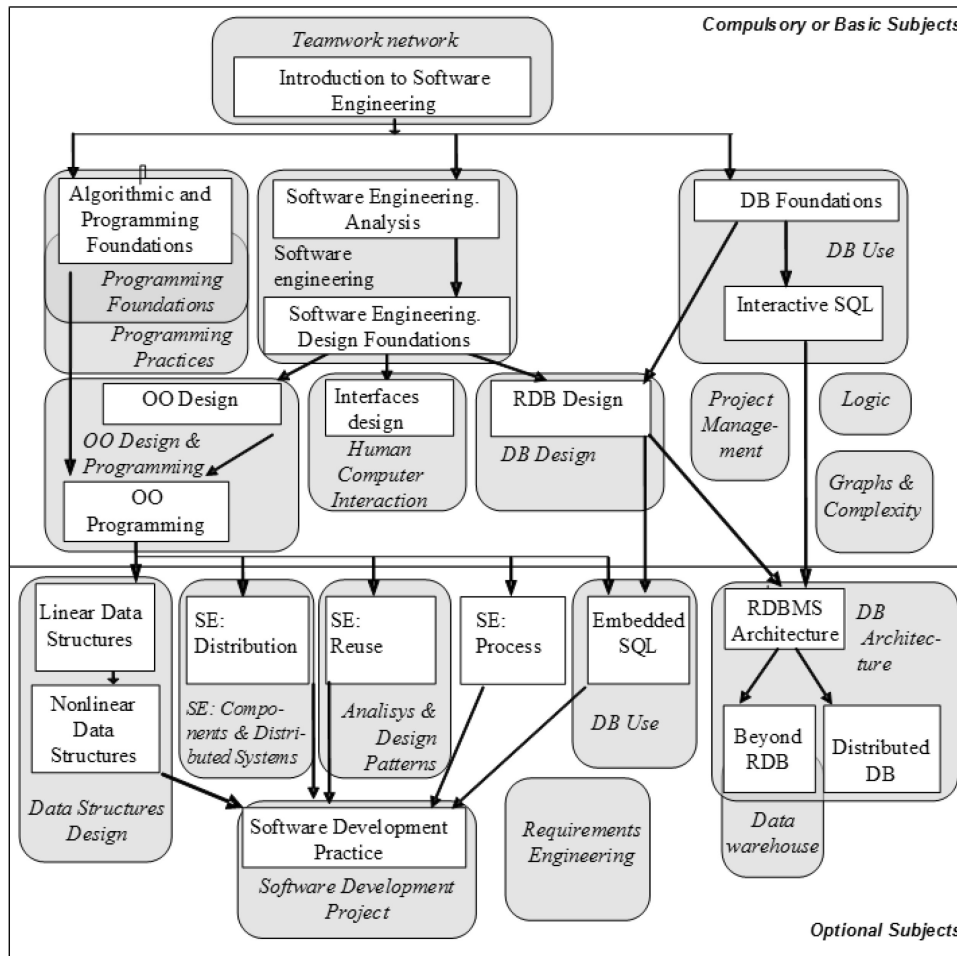 Compulsory or Basic Subjects
Teamwork network
Introduction to Software
Engineering
Algorithmic and
Programming
Foundations
Programming
Foundations
Programming
Practices
Software Engineering.
Analysis
Software
engineering
Software Engineering.
Design Foundations
DB Foundations
DB Use
Interactive SQL
OO Design
OO Design &
Programming
OO
Programming
Interfaces
design
Human
Computer
Interaction
RDB Design
DB Design
Project
Manage-
ment
Logic
Graphs &
Complexity
Linear Data
Structures
Nonlinear
Data
Structures
Data Structures
Design
SE:
Distribution
SE: Compo-
nents & Distri-
buted Systems
SE:
Reuse
Analisys &
Design
Patterns
SE:
Process
Embedded
SQL
DB Use
RDBMS
Architecture
DB
Architec-
ture
Beyond
RDB
Distributed
DB
Data
warehouse
Software Development
Practice
Software Development
Project
Requirements
Engineering
Optional Subjects